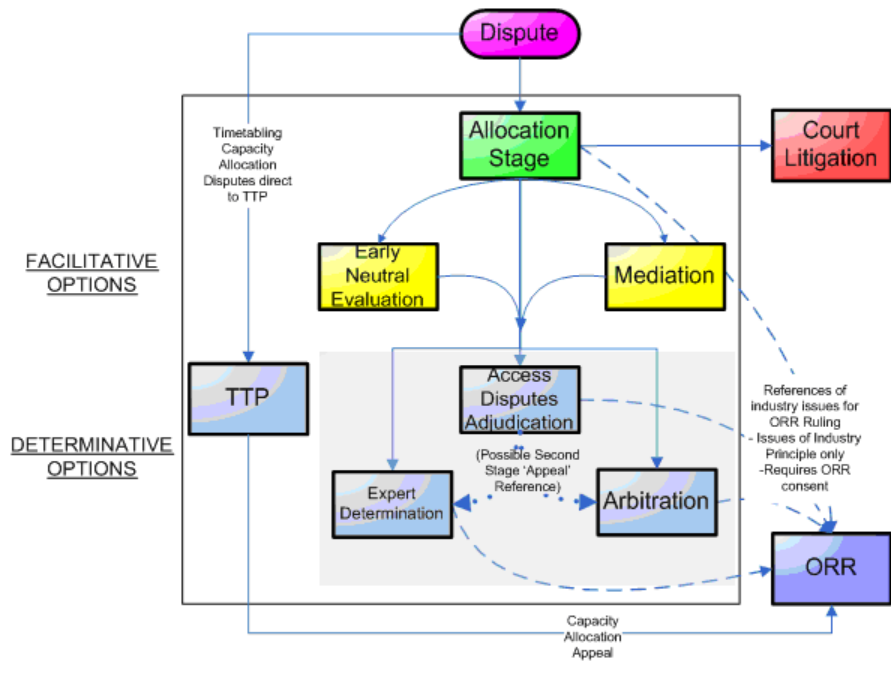 Dispute
Timetabling
Capacity
Allocation
Disputes direct
to TTP
Allocation
Stage
Court
Litigation
FACILITATIVE
OPTIONS
Early
Neutral
Evaluation
Mediation
TTP
Access
Disputes
Adjudication
References of
industry issues for
ORR Ruling
Issues of Industry
Principle only
-Requires ORR
consent
DETERMINATIVE
OPTIONS
(Possible Second
Stage ‘Appeal’
Reference)
Expert
Determination
Arbitration
ORR
Capacity
Allocation
Appeal